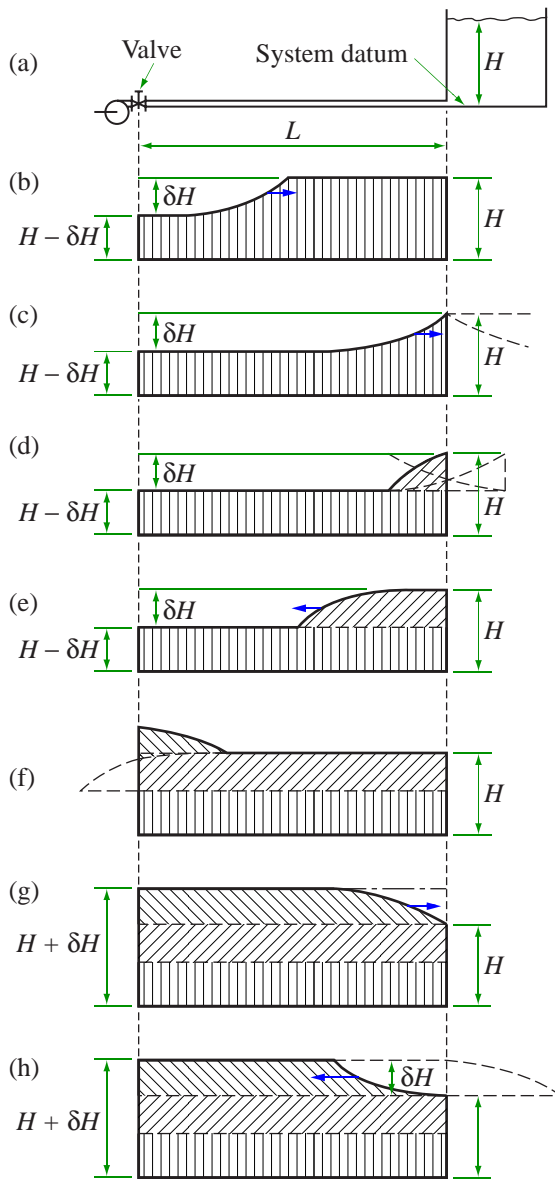 Valve
System datum
(a)
H
L
(b)
δH
H – δH
H
(c)
δH
H – δH
H
(d)
δH
H – δH
H
(e)
δH
H – δH
H
(f)
H
(g)
H + δH
H
(h)
δH
H + δH